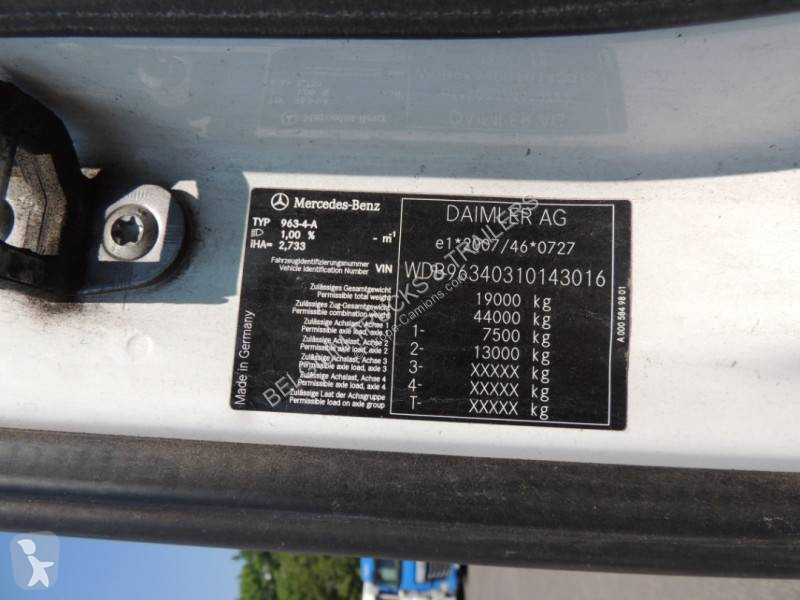 Mercedes-Benz
TYP 963-4-A
1,00 % - m-1
iHA= 2,733
Fahrzeugidentifizierungsnummer
Vehicle Identification Number VIN
Zulässiges Gesamtgewicht
Permissible total weight
Zulässiges Zug-Gesamtgewicht
Permissible combination weight
Zulässige Achslast, Achse 1
Permissible axle load, axle 1
Zulässige Achslast, Achse 2
Permissible axle load, axle 2
Zulässige Achslast, Achse 3
Permissible axle load, axle 3
Zulässige Achslast, Achse 4
Permissible axle load, axle 4
Zulässige Last der Achsgruppe
Permissible load on axle group
DAIMLER AG
e1*2007/46*0727
WDB96340310143016
19000 kg
44000 kg
1- 7500 kg
2- 13000 kg
3- XXXXX kg
4- XXXXX kg
T- XXXXX kg
Made in Germany
A 000 584 98 01